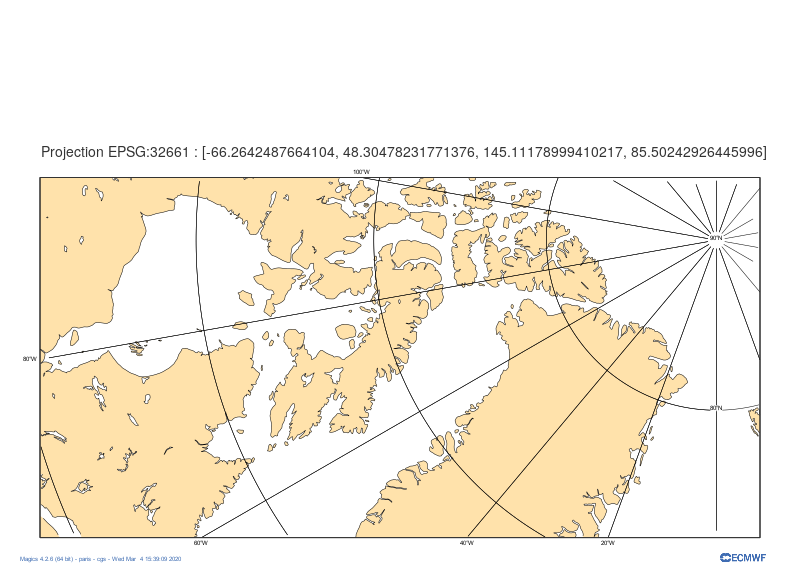 Projection EPSG:32661 : [-66.2642487664104, 48.30478231771376, 145.11178999410217, 85.50242926445996]
100°W
90°N
80°W
80°N
60°W
40°W
20°W
Magics 4.2.6 (64 bit) - paris - cgs - Wed Mar 4 15:39:09 2020
ECMWF